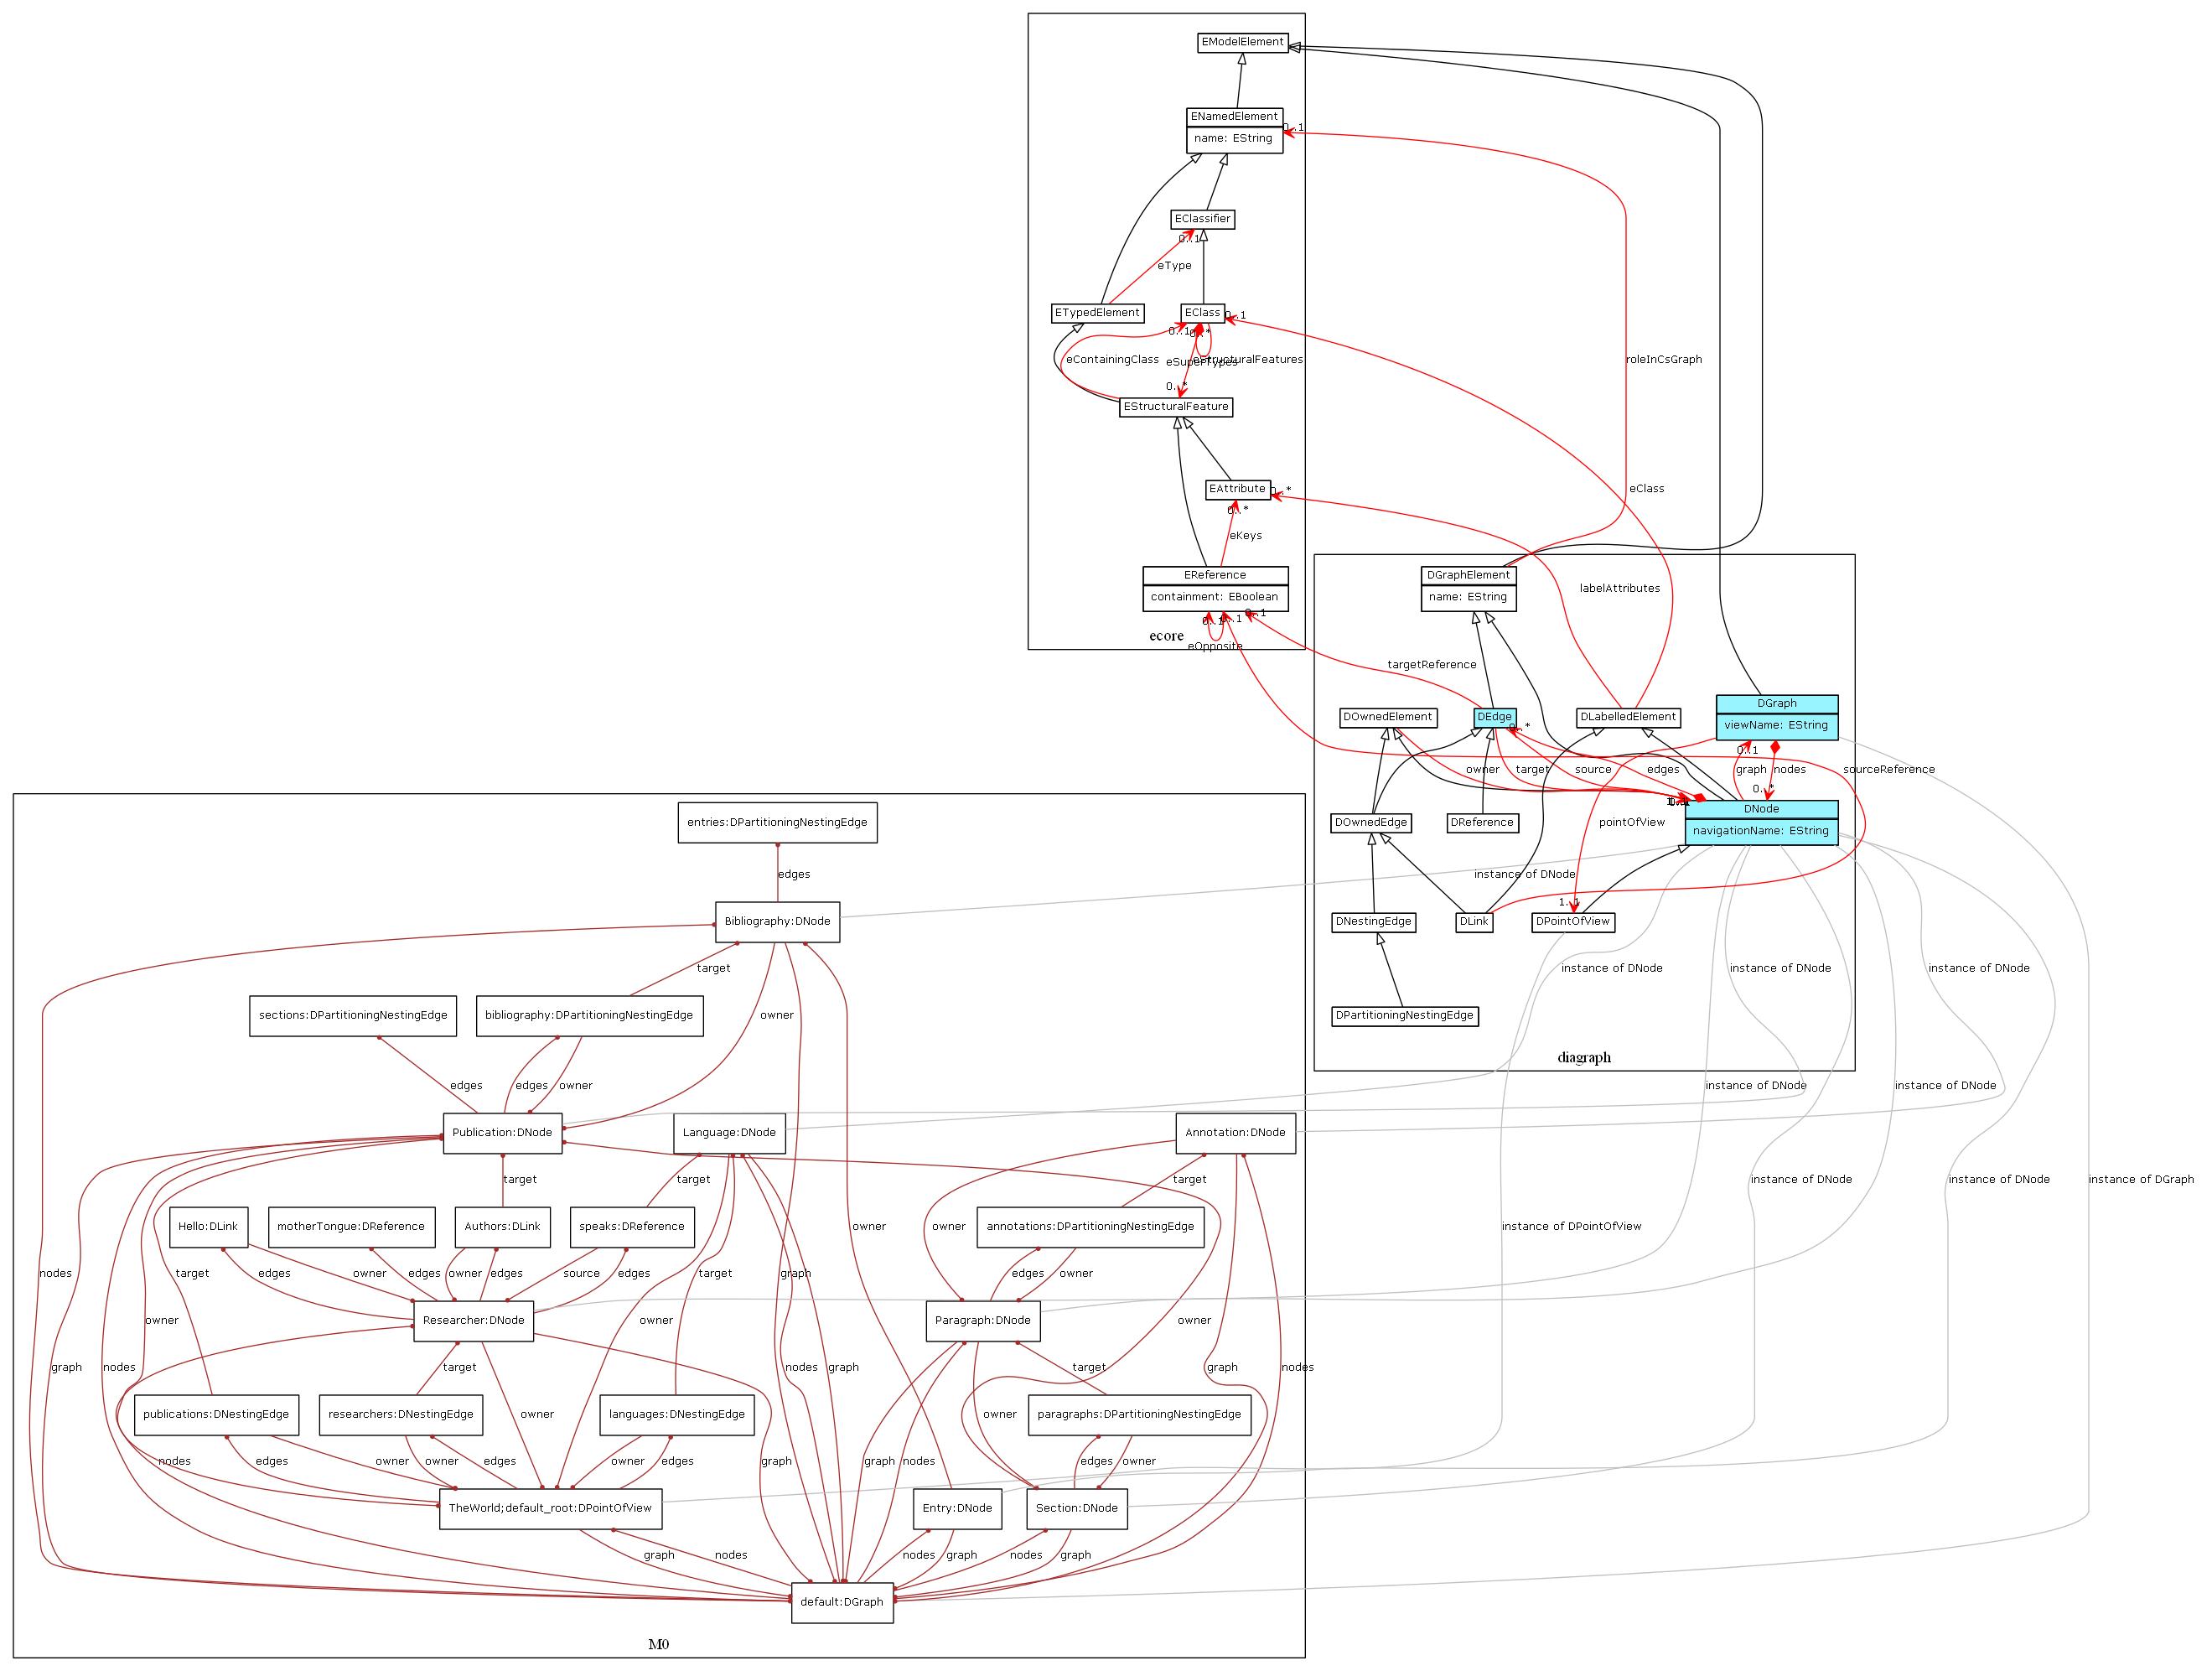 EModelElement
ENamedElement
name: EString
0..1
EClassifier
0..1
eType
ETypedElement
EClass
0..1
0..1
0..*
eContainingClass
eSuperTypes
eStructuralFeatures
roleInCsGraph
0..*
EStructuralFeature
EAttribute
0..*
eClass
0..*
eKeys
EReference
containment: EBoolean
0..1
0..1
0..1
ecore
eOpposite
DGraphElement
name: EString
labelAttributes
targetReference
DGraph
viewName: EString
DOwnedElement
DEdge
DLabelledElement
0..*
0..1
owner
target
source
edges
graph
nodes
sourceReference
0..*
DNode
navigationName: EString
pointOfView
DOwnedEdge
DReference
instance of DNode
1..1
DNestingEdge
DLink
DPointOfView
instance of DNode
instance of DNode
instance of DNode
DPartitioningNestingEdge
diagraph
instance of DNode
instance of DNode
instance of DNode
instance of DNode
instance of DGraph
instance of DPointOfView
entries:DPartitioningNestingEdge
edges
Bibliography:DNode
target
sections:DPartitioningNestingEdge
bibliography:DPartitioningNestingEdge
owner
edges
edges
owner
Publication:DNode
Language:DNode
Annotation:DNode
target
target
target
Hello:DLink
motherTongue:DReference
Authors:DLink
speaks:DReference
owner
annotations:DPartitioningNestingEdge
owner
nodes
target
edges
owner
edges
owner
edges
source
edges
target
graph
edges
owner
owner
Researcher:DNode
Paragraph:DNode
owner
owner
owner
graph
nodes
target
owner
nodes
graph
target
graph
nodes
publications:DNestingEdge
researchers:DNestingEdge
languages:DNestingEdge
owner
paragraphs:DPartitioningNestingEdge
nodes
edges
owner
owner
edges
owner
edges
graph
graph
nodes
edges
owner
TheWorld;default_root:DPointOfView
Entry:DNode
Section:DNode
graph
nodes
nodes
graph
nodes
graph
default:DGraph
M0